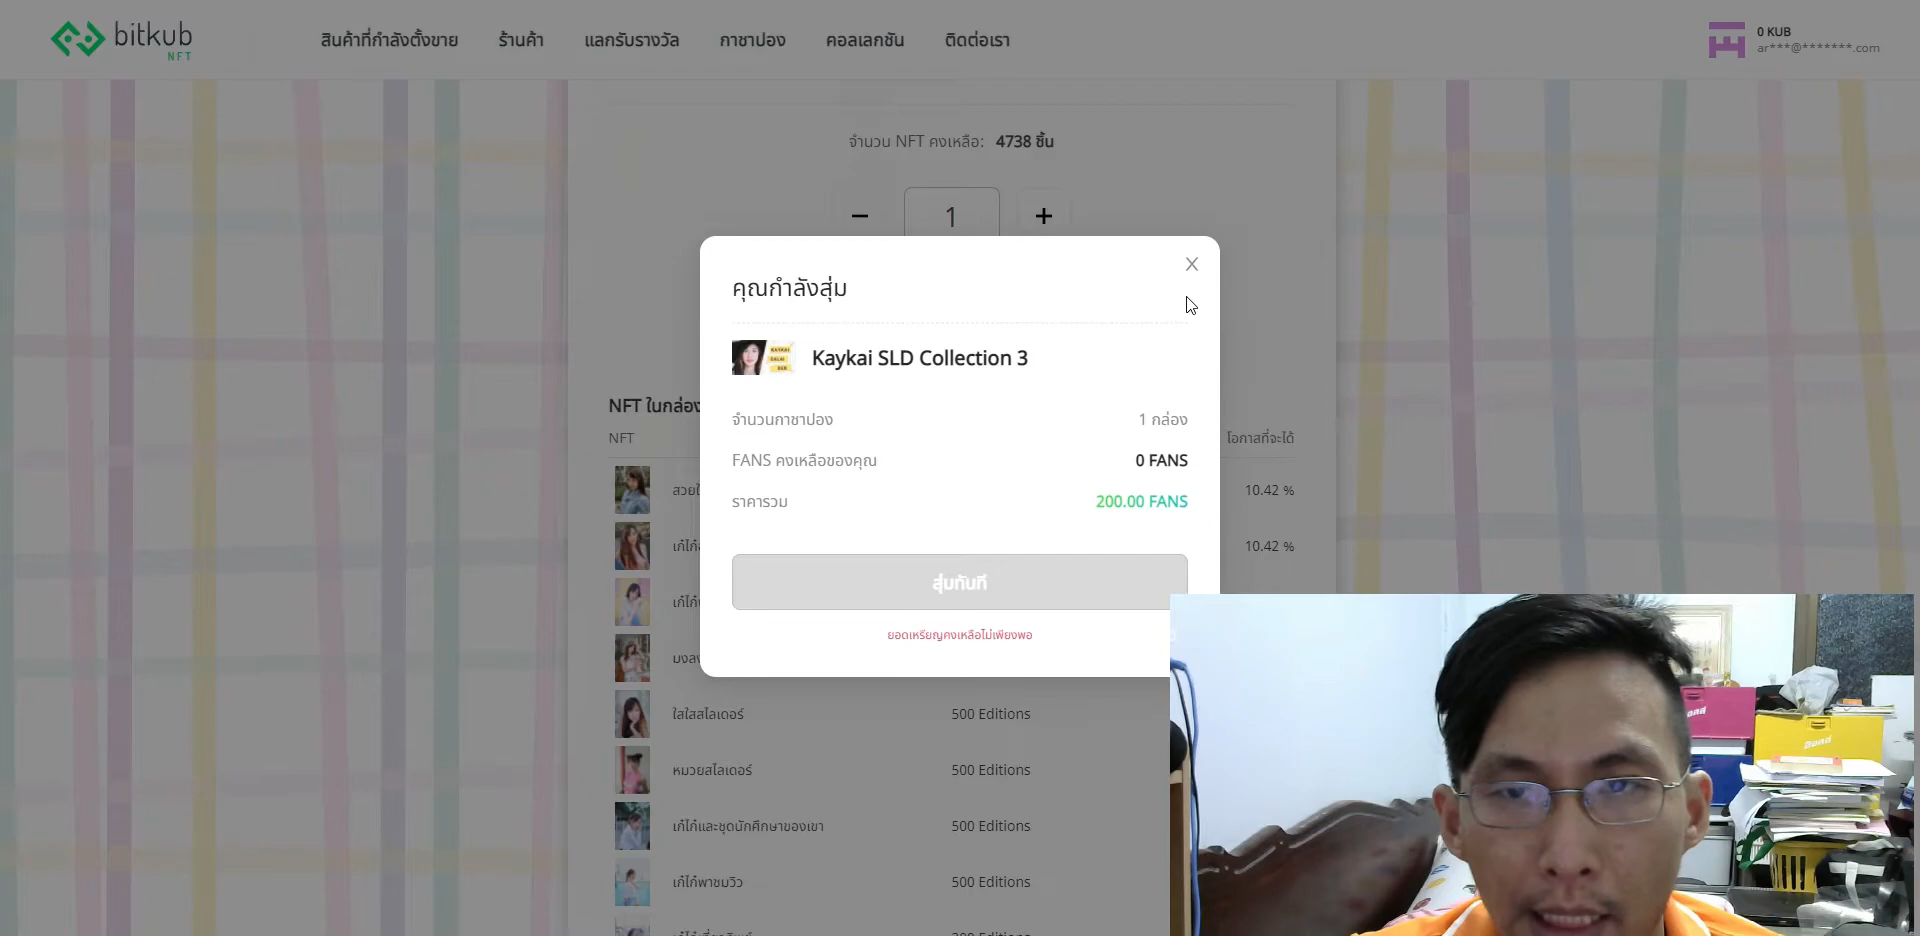 bitkub
NFT
สินค้าที่กำลังตั้งขาย ร้านค้า แลกรับรางวัล กาชาปอง คอลเลกชัน ติดต่อเรา
0 KUB
ar***@*******.com
จำนวน NFT คงเหลือ: 4738 ชิ้น
− 1 +
X
คุณกำลังสุ่ม
KAYKAI
SALAI
DER
Kaykai SLD Collection 3
จำนวนกาชาปอง 1 กล่อง
FANS คงเหลือของคุณ 0 FANS
ราคารวม 200.00 FANS
สุ่มทันที
ยอดเหรียญคงเหลือไม่เพียงพอ
NFT ในกล่อง
NFT โอกาสที่จะได้
10.42 %
10.42 %
ใสใสสไลเดอร์ 500 Editions
หมวยสไลเดอร์ 500 Editions
เก๋ไก๋และชุดนักศึกษาของเขา 500 Editions
เก๋ไก๋พาชมวิว 500 Editions